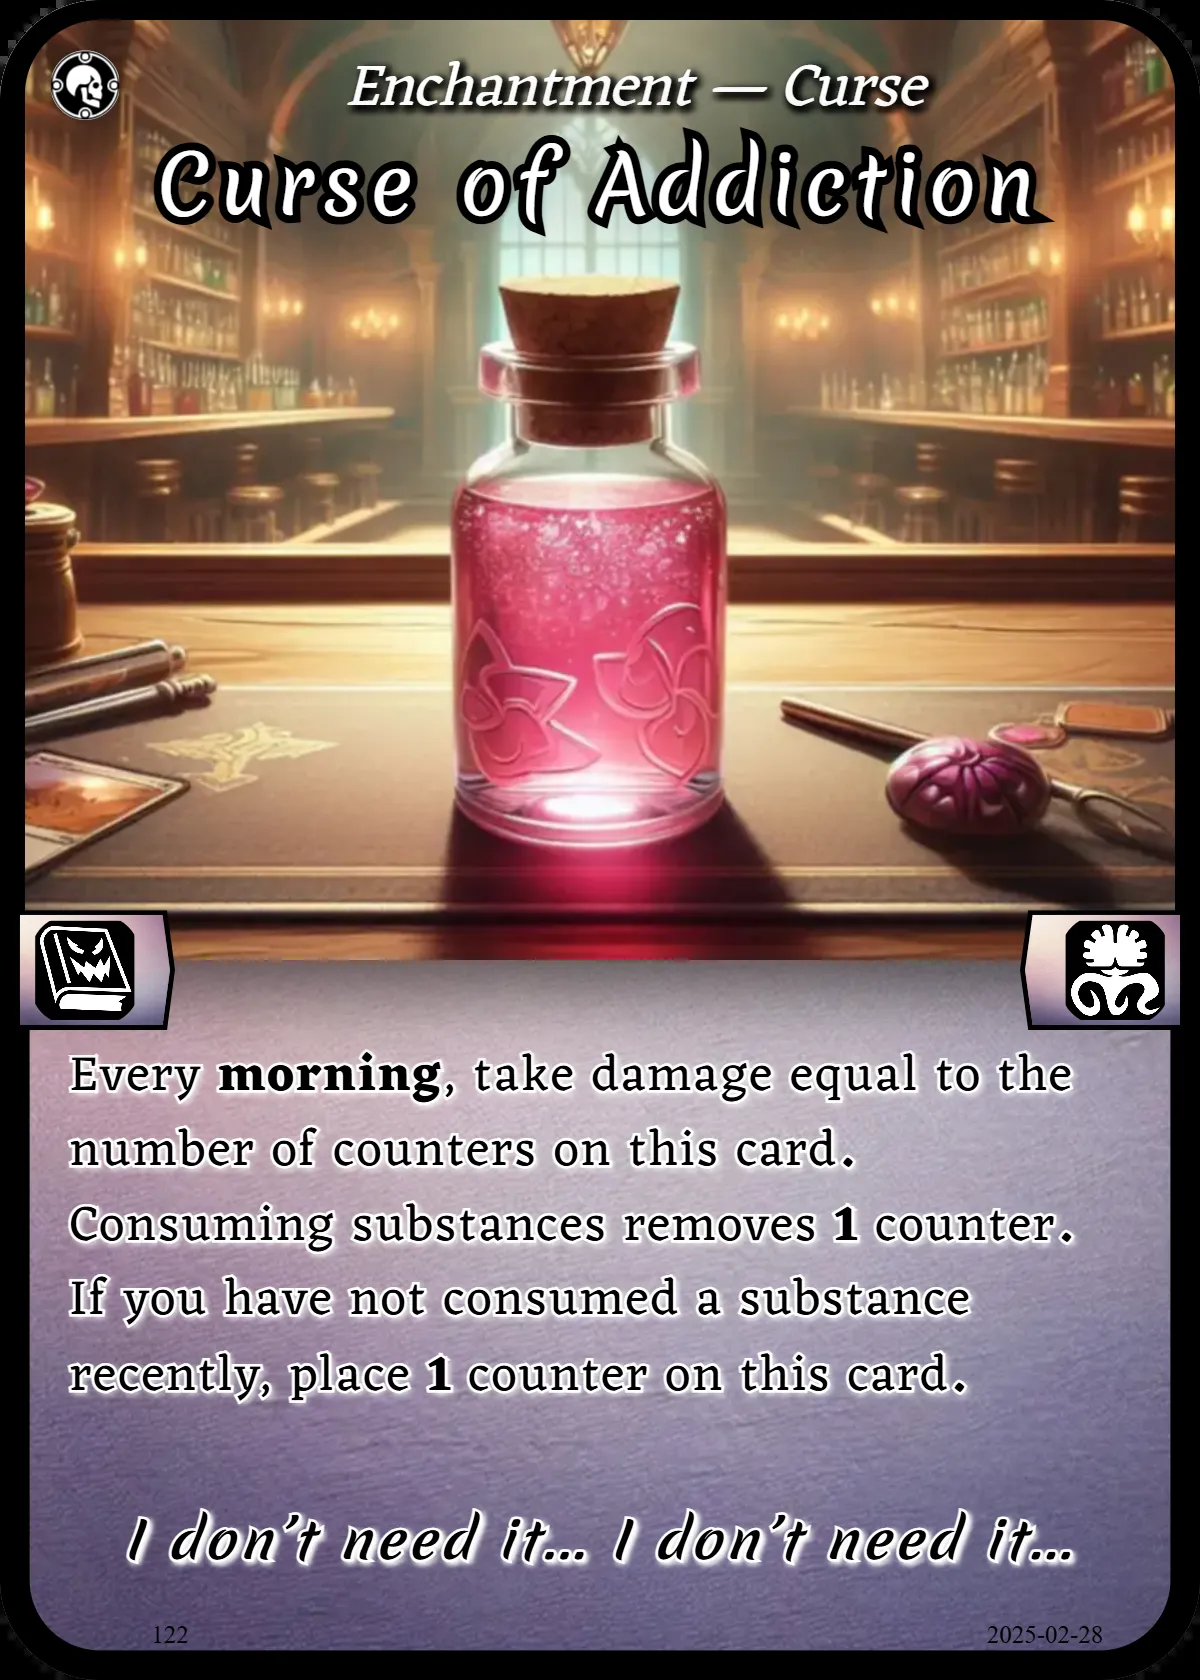 Enchantment — Curse
Curse of Addiction
Every morning, take damage equal to the
number of counters on this card.
Consuming substances removes 1 counter.
If you have not consumed a substance
recently, place 1 counter on this card.
I don't need it... I don't need it...
122
2025-02-28